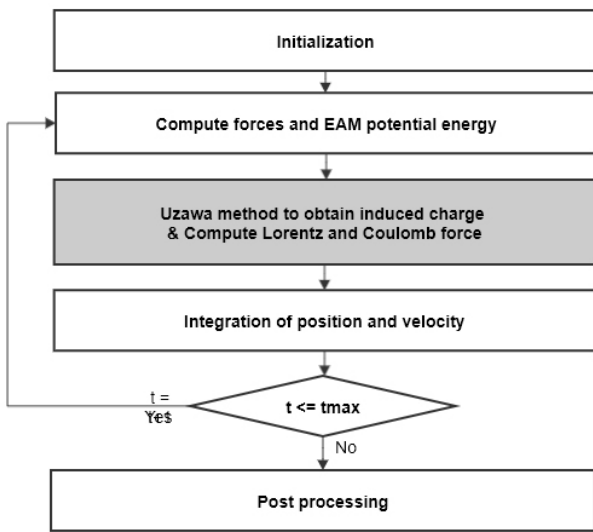 Initialization
Compute forces and EAM potential energy
Uzawa method to obtain induced charge
& Compute Lorentz and Coulomb force
Integration of position and velocity
t <= tmax
t =
No
Post processing